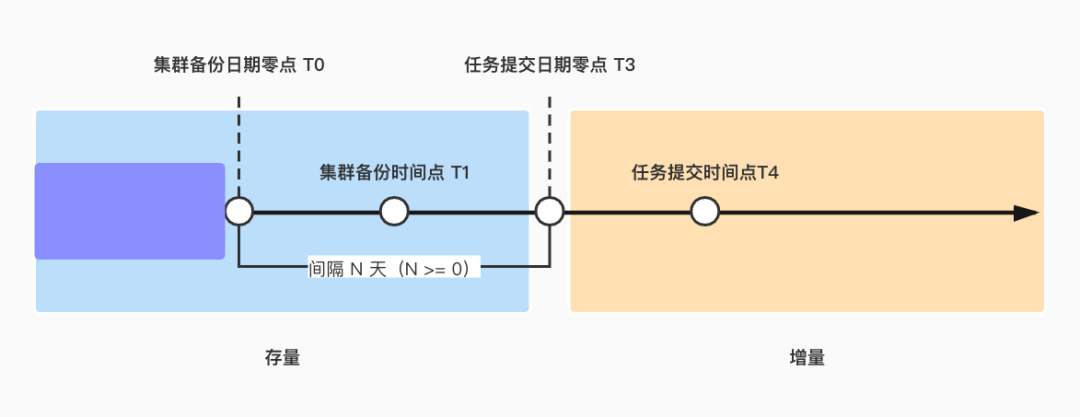 集群备份日期零点 T0
任务提交日期零点 T3
集群备份时间点 T1
任务提交时间点T4
间隔 N 天（N >= 0）
存量
增量